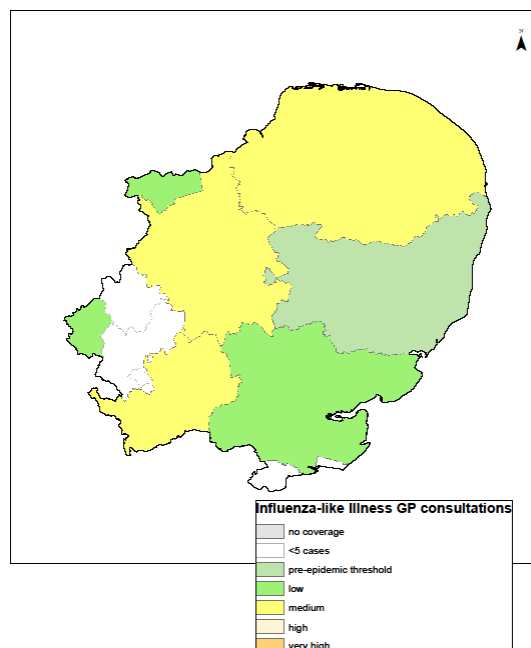 N
Influenza-like Illness GP consultations
no coverage
<5 cases
pre-epidemic threshold
low
medium
high
very high